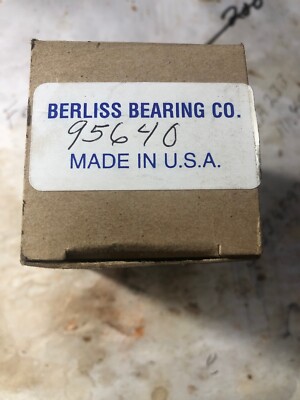 BERLISS BEARING CO.
95640
MADE IN U.S.A.